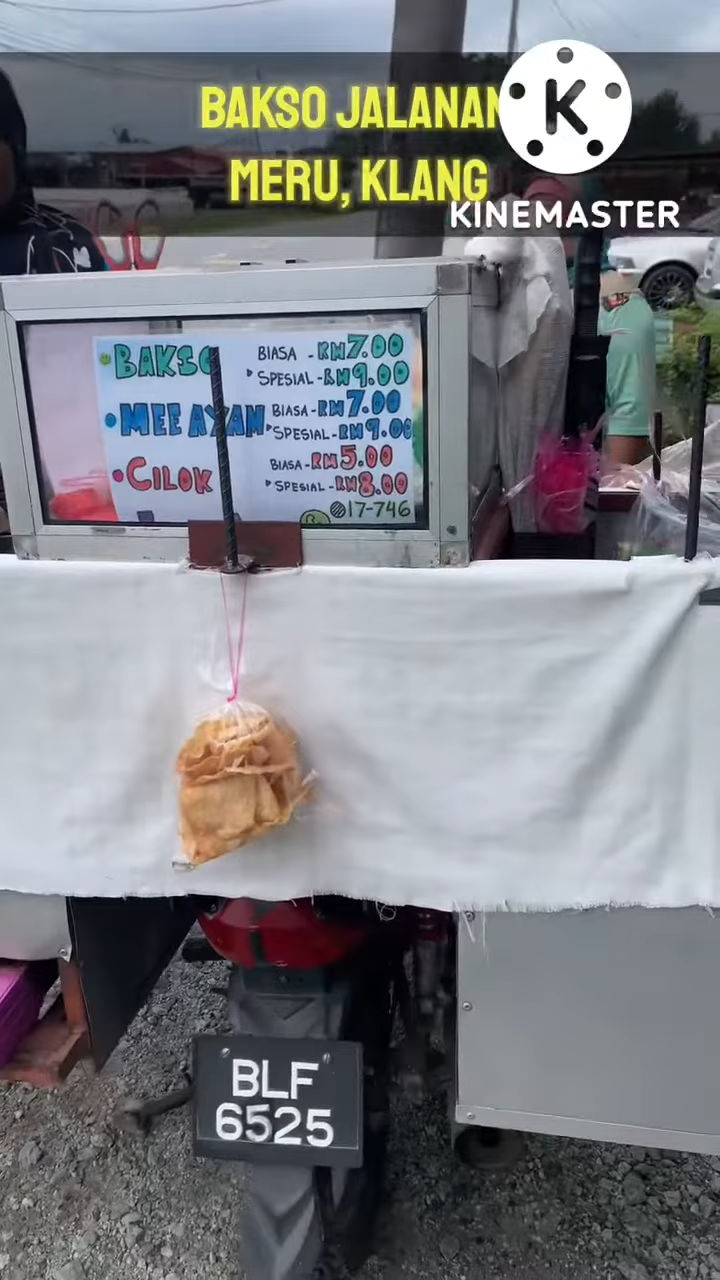 BAKSO JALANAN
MERU, KLANG
K
KINEMASTER
BAKSO BIASA - RM7.00
SPESIAL - RM9.00
MEE AYAM BIASA - RM7.00
SPESIAL - RM9.00
CILOK BIASA - RM5.00
SPESIAL - RM8.00
17-746
BLF
6525